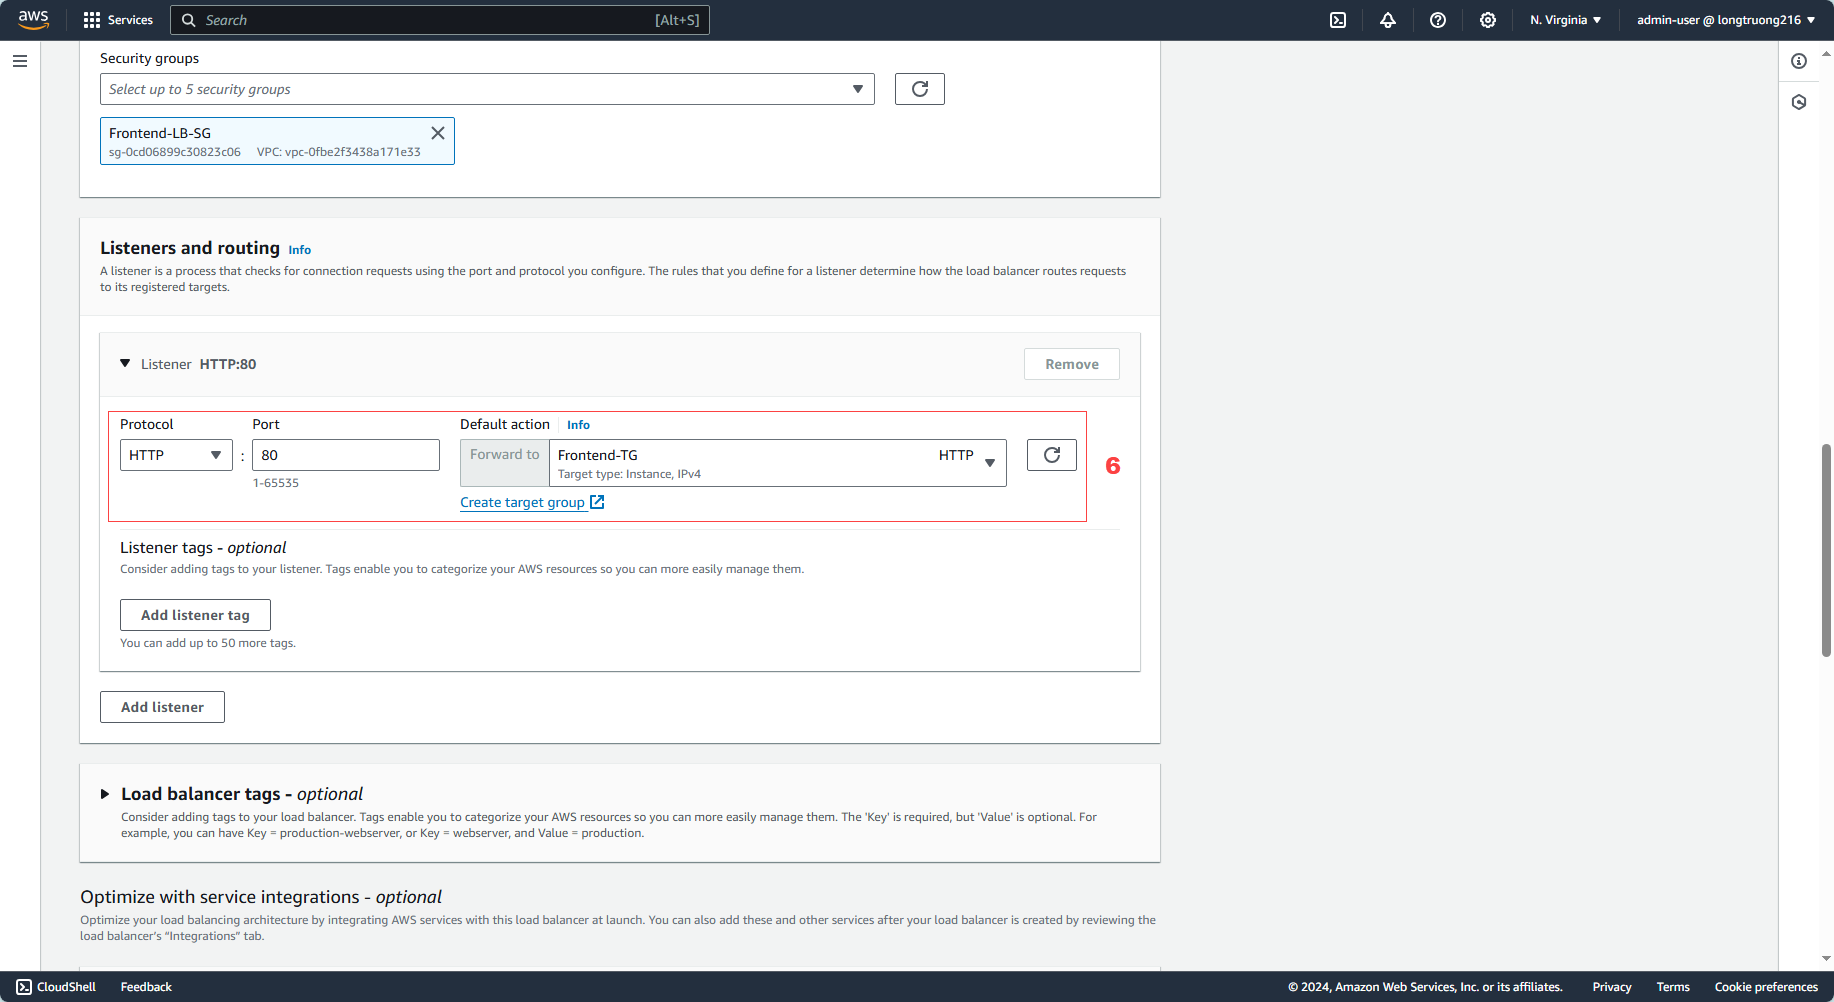 aws
Services
Search
[Alt+S]
N. Virginia
admin-user @ longtruong216
Security groups
Select up to 5 security groups
Frontend-LB-SG
sg-0cd06899c30823c06 VPC: vpc-0fbe2f3438a171e33
Listeners and routing Info
A listener is a process that checks for connection requests using the port and protocol you configure. The rules that you define for a listener determine how the load balancer routes requests
to its registered targets.
Listener HTTP:80
Remove
Protocol
Port
Default action Info
HTTP
:
80
1-65535
Forward to
Frontend-TG
HTTP
Target type: Instance, IPv4
Create target group
6
Listener tags - optional
Consider adding tags to your listener. Tags enable you to categorize your AWS resources so you can more easily manage them.
Add listener tag
You can add up to 50 more tags.
Add listener
Load balancer tags - optional
Consider adding tags to your load balancer. Tags enable you to categorize your AWS resources so you can more easily manage them. The 'Key' is required, but 'Value' is optional. For
example, you can have Key = production-webserver, or Key = webserver, and Value = production.
Optimize with service integrations - optional
Optimize your load balancing architecture by integrating AWS services with this load balancer at launch. You can also add these and other services after your load balancer is created by reviewing the
load balancer's "Integrations" tab.
CloudShell
Feedback
© 2024, Amazon Web Services, Inc. or its affiliates.
Privacy
Terms
Cookie preferences